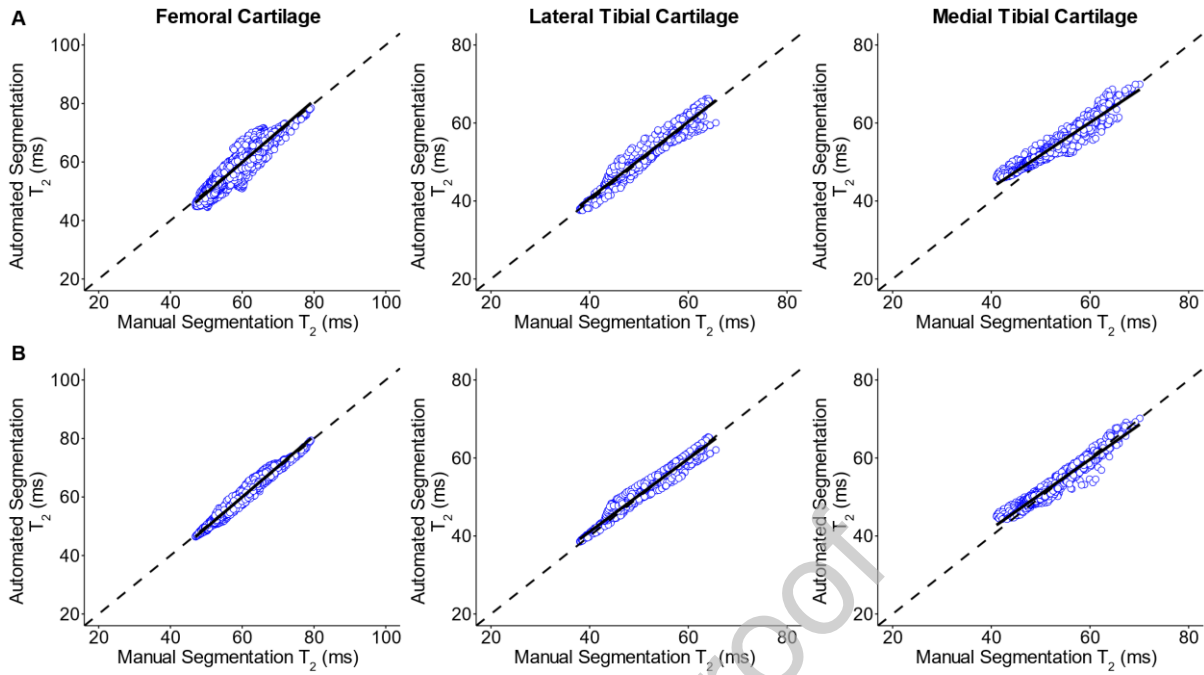 A
Femoral Cartilage
Lateral Tibial Cartilage
Medial Tibial Cartilage
Automated Segmentation
T2 (ms)
100
80
60
40
20
20 40 60 80 100
Manual Segmentation T2 (ms)
Automated Segmentation
T2 (ms)
80
60
40
20
20 40 60 80
Manual Segmentation T2 (ms)
Automated Segmentation
T2 (ms)
80
60
40
20
20 40 60 80
Manual Segmentation T2 (ms)
B
Automated Segmentation
T2 (ms)
100
80
60
40
20
20 40 60 80 100
Manual Segmentation T2 (ms)
Automated Segmentation
T2 (ms)
80
60
40
20
20 40 60 80
Manual Segmentation T2 (ms)
Automated Segmentation
T2 (ms)
80
60
40
20
20 40 60 80
Manual Segmentation T2 (ms)
roof